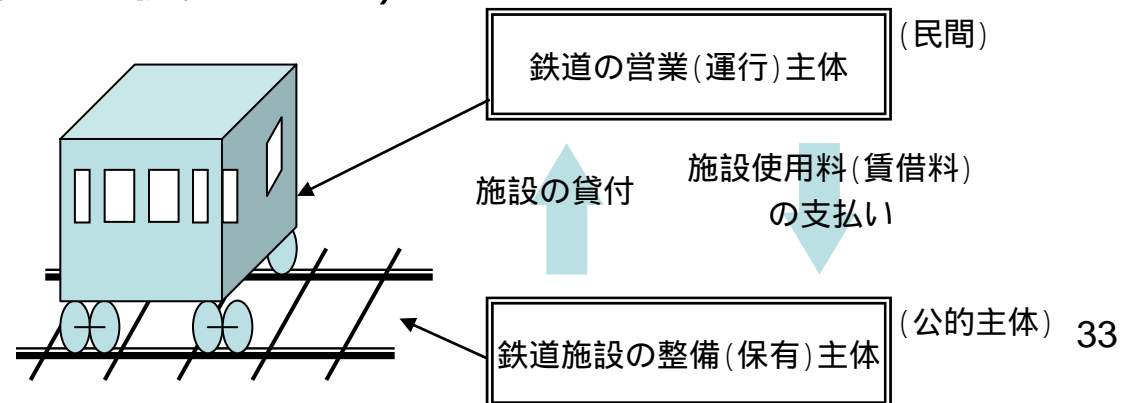 (民間)
鉄道の営業(運行)主体
施設の貸付
施設使用料(賃借料)
の支払い
(公的主体)
鉄道施設の整備(保有)主体
33